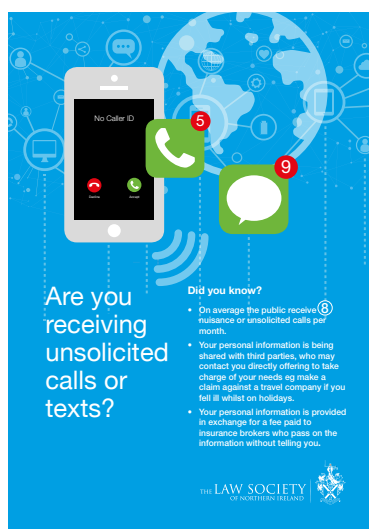 No Caller ID
5
9
Decline
Accept
Are you
receiving
unsolicited
calls or
texts?
Did you know?
• On average the public receive 8
nuisance or unsolicited calls per
month.
• Your personal information is being
shared with third parties, who may
contact you directly offering to take
charge of your needs eg make a
claim against a travel company if you
fell ill whilst on holidays.
• Your personal information is provided
in exchange for a fee paid to
insurance brokers who pass on the
information without telling you.
THE LAW SOCIETY
OF NORTHERN IRELAND